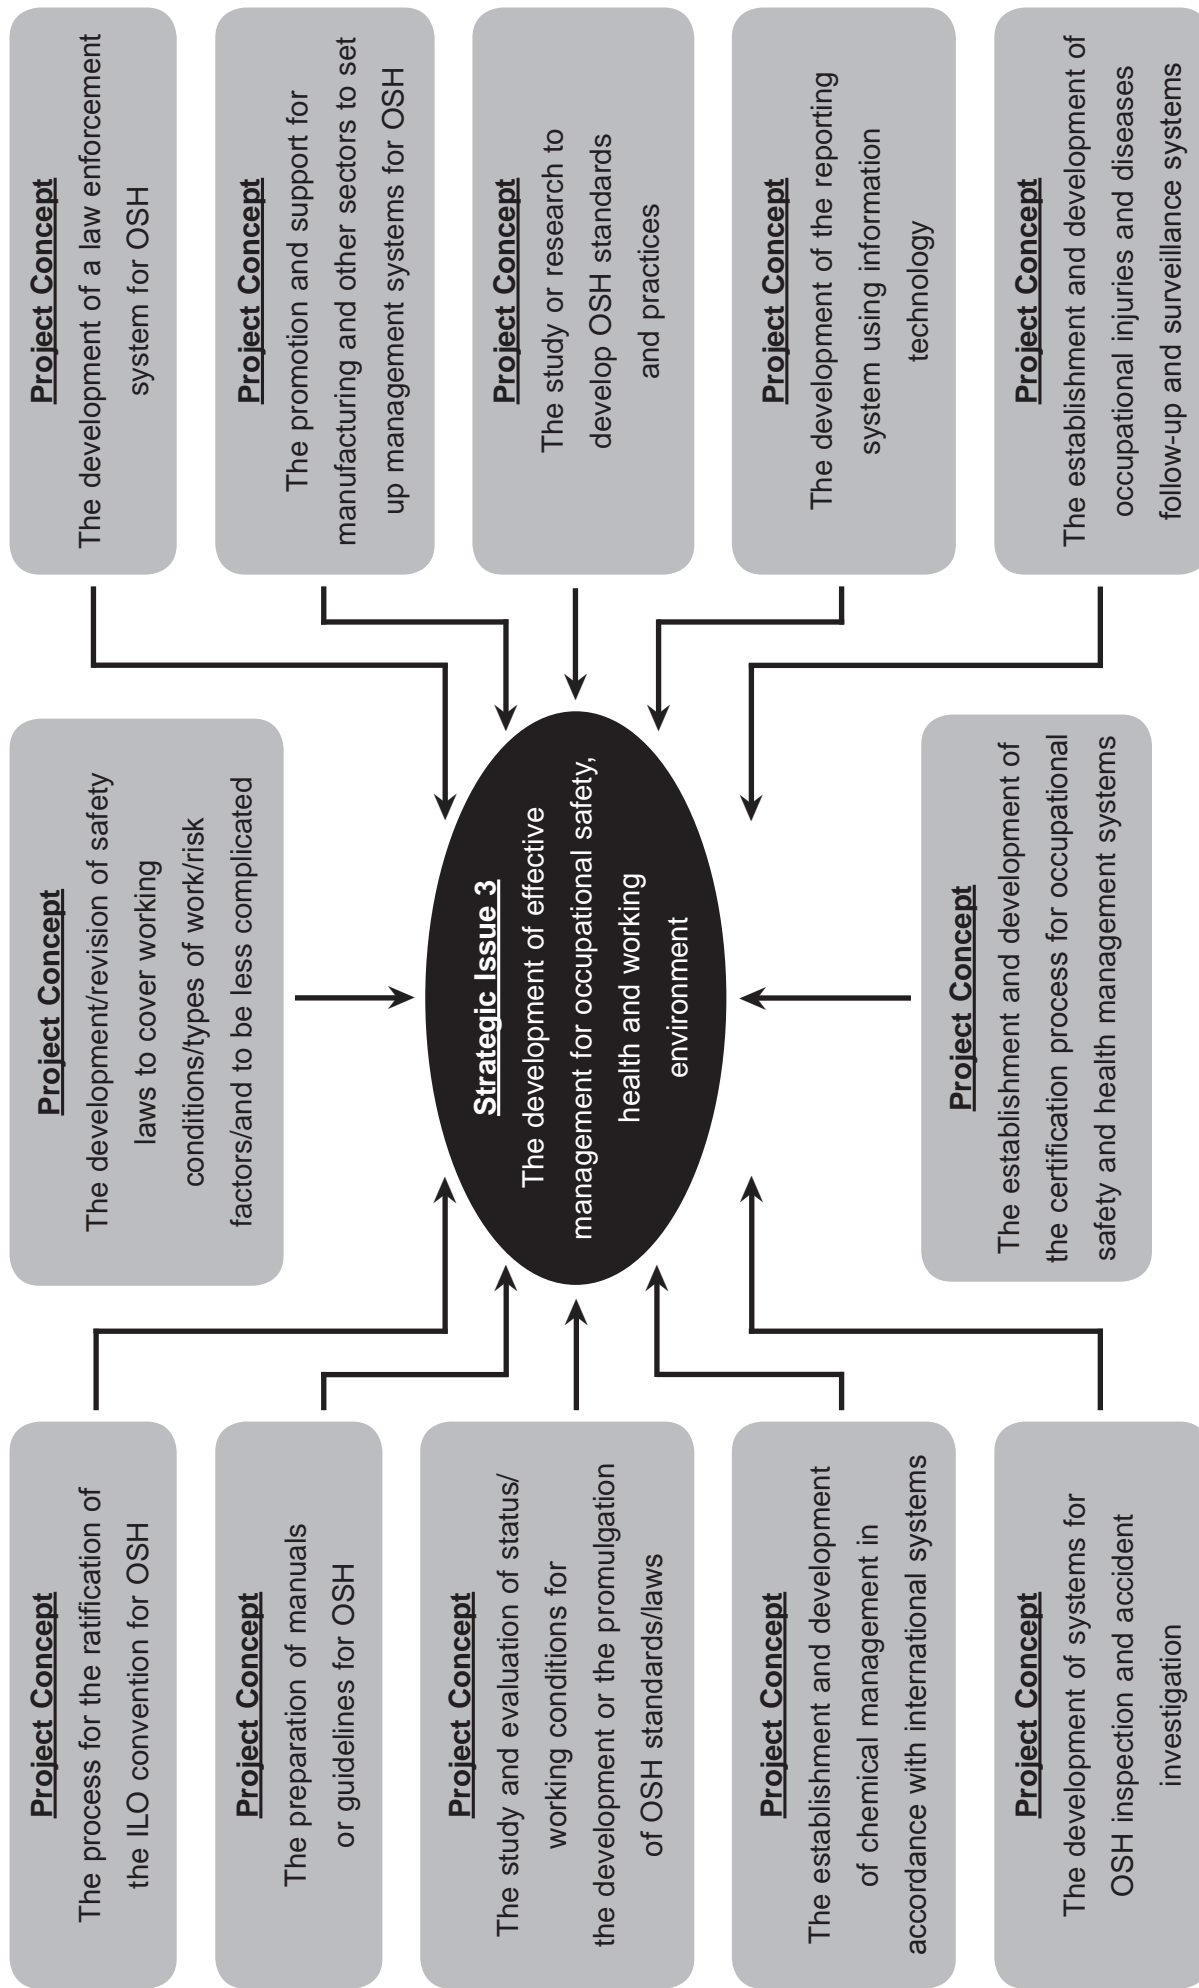 Project Concept
The process for the ratification of
the ILO convention for OSH
Project Concept
The preparation of manuals
or guidelines for OSH
Project Concept
The study and evaluation of status/
working conditions for
the development or the promulgation
of OSH standards/laws
Project Concept
The establishment and development
of chemical management in
accordance with international systems
Project Concept
The development of systems for
OSH inspection and accident
investigation
Project Concept
The development/revision of safety
laws to cover working
conditions/types of work/risk
factors/and to be less complicated
Strategic Issue 3
The development of effective
management for occupational safety,
health and working
environment
Project Concept
The establishment and development of
the certification process for occupational
safety and health management systems
Project Concept
The development of a law enforcement
system for OSH
Project Concept
The promotion and support for
manufacturing and other sectors to set
up management systems for OSH
Project Concept
The study or research to
develop OSH standards
and practices
Project Concept
The development of the reporting
system using information
technology
Project Concept
The establishment and development of
occupational injuries and diseases
follow-up and surveillance systems